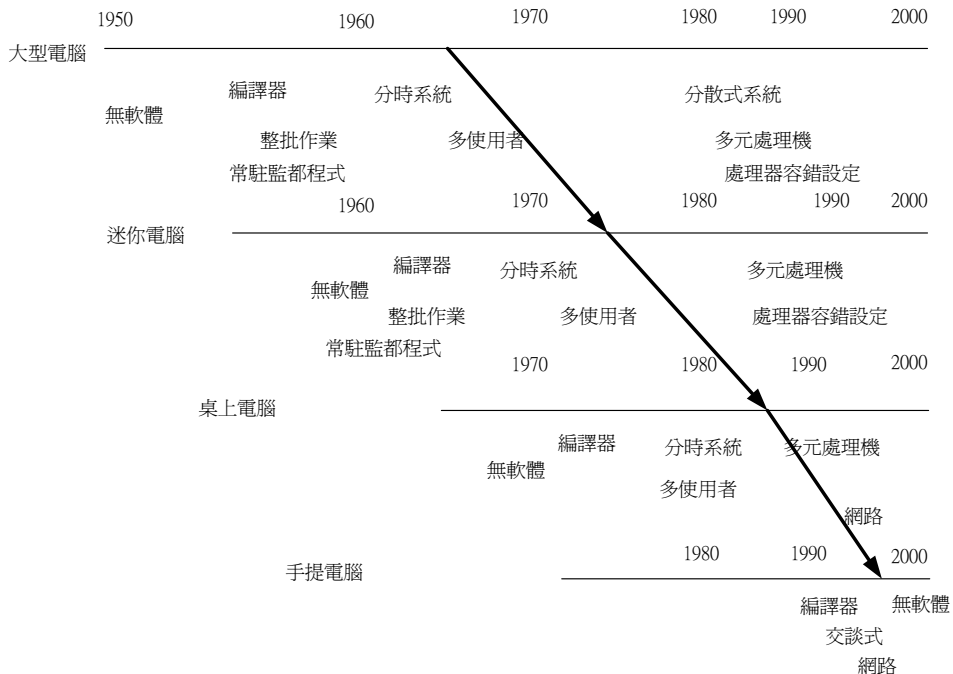 1950 1960 1970 1980 1990 2000
大型電腦
編譯器 分時系統 分散式系統
無軟體
整批作業 多使用者 多元處理機
常駐監都程式 處理器容錯設定
1960 1970 1980 1990 2000
迷你電腦
編譯器 分時系統 多元處理機
無軟體
整批作業 多使用者 處理器容錯設定
常駐監都程式
1970 1980 1990 2000
桌上電腦
編譯器 分時系統 多元處理機
無軟體
多使用者
網路
1980 1990 2000
手提電腦
編譯器 無軟體
交談式
網路